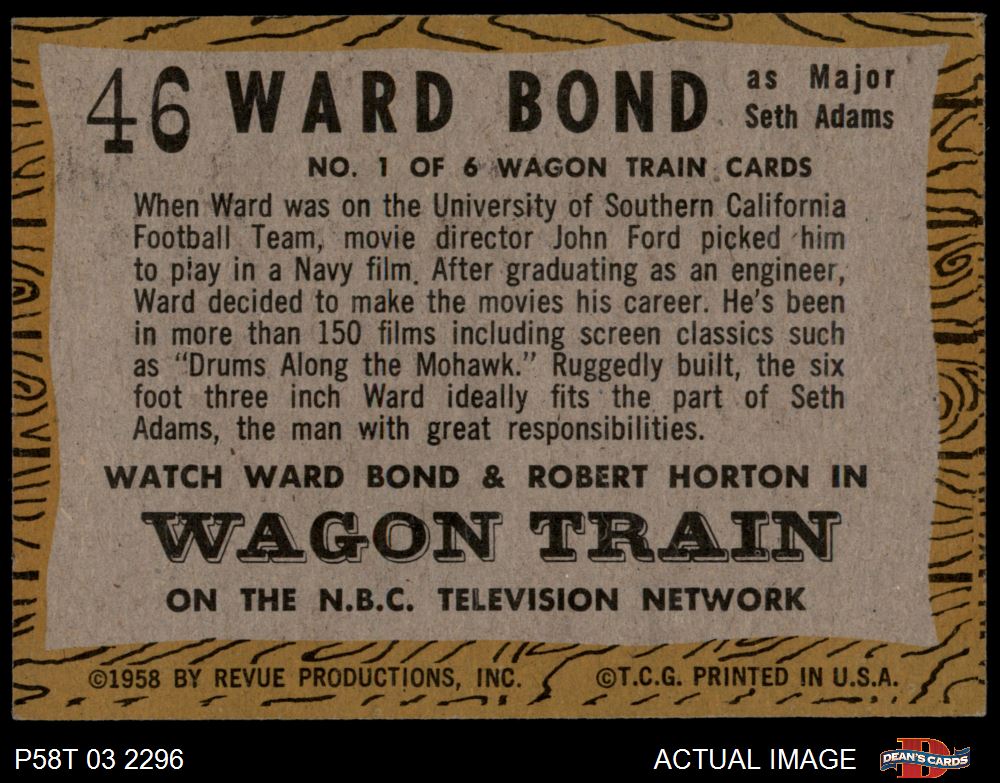 46 WARD BOND as Major
Seth Adams
NO. 1 OF 6 WAGON TRAIN CARDS
When Ward was on the University of Southern California
Football Team, movie director John Ford picked him
to play in a Navy film. After graduating as an engineer,
Ward decided to make the movies his career. He's been
in more than 150 films including screen classics such
as "Drums Along the Mohawk." Ruggedly built, the six
foot three inch Ward ideally fits the part of Seth
Adams, the man with great responsibilities.
WATCH WARD BOND & ROBERT HORTON IN
WAGON TRAIN
ON THE N.B.C. TELEVISION NETWORK
©1958 BY REVUE PRODUCTIONS, INC. ©T.C.G. PRINTED IN U.S.A.
P58T 03 2296 ACTUAL IMAGE D DEAN'S CARDS